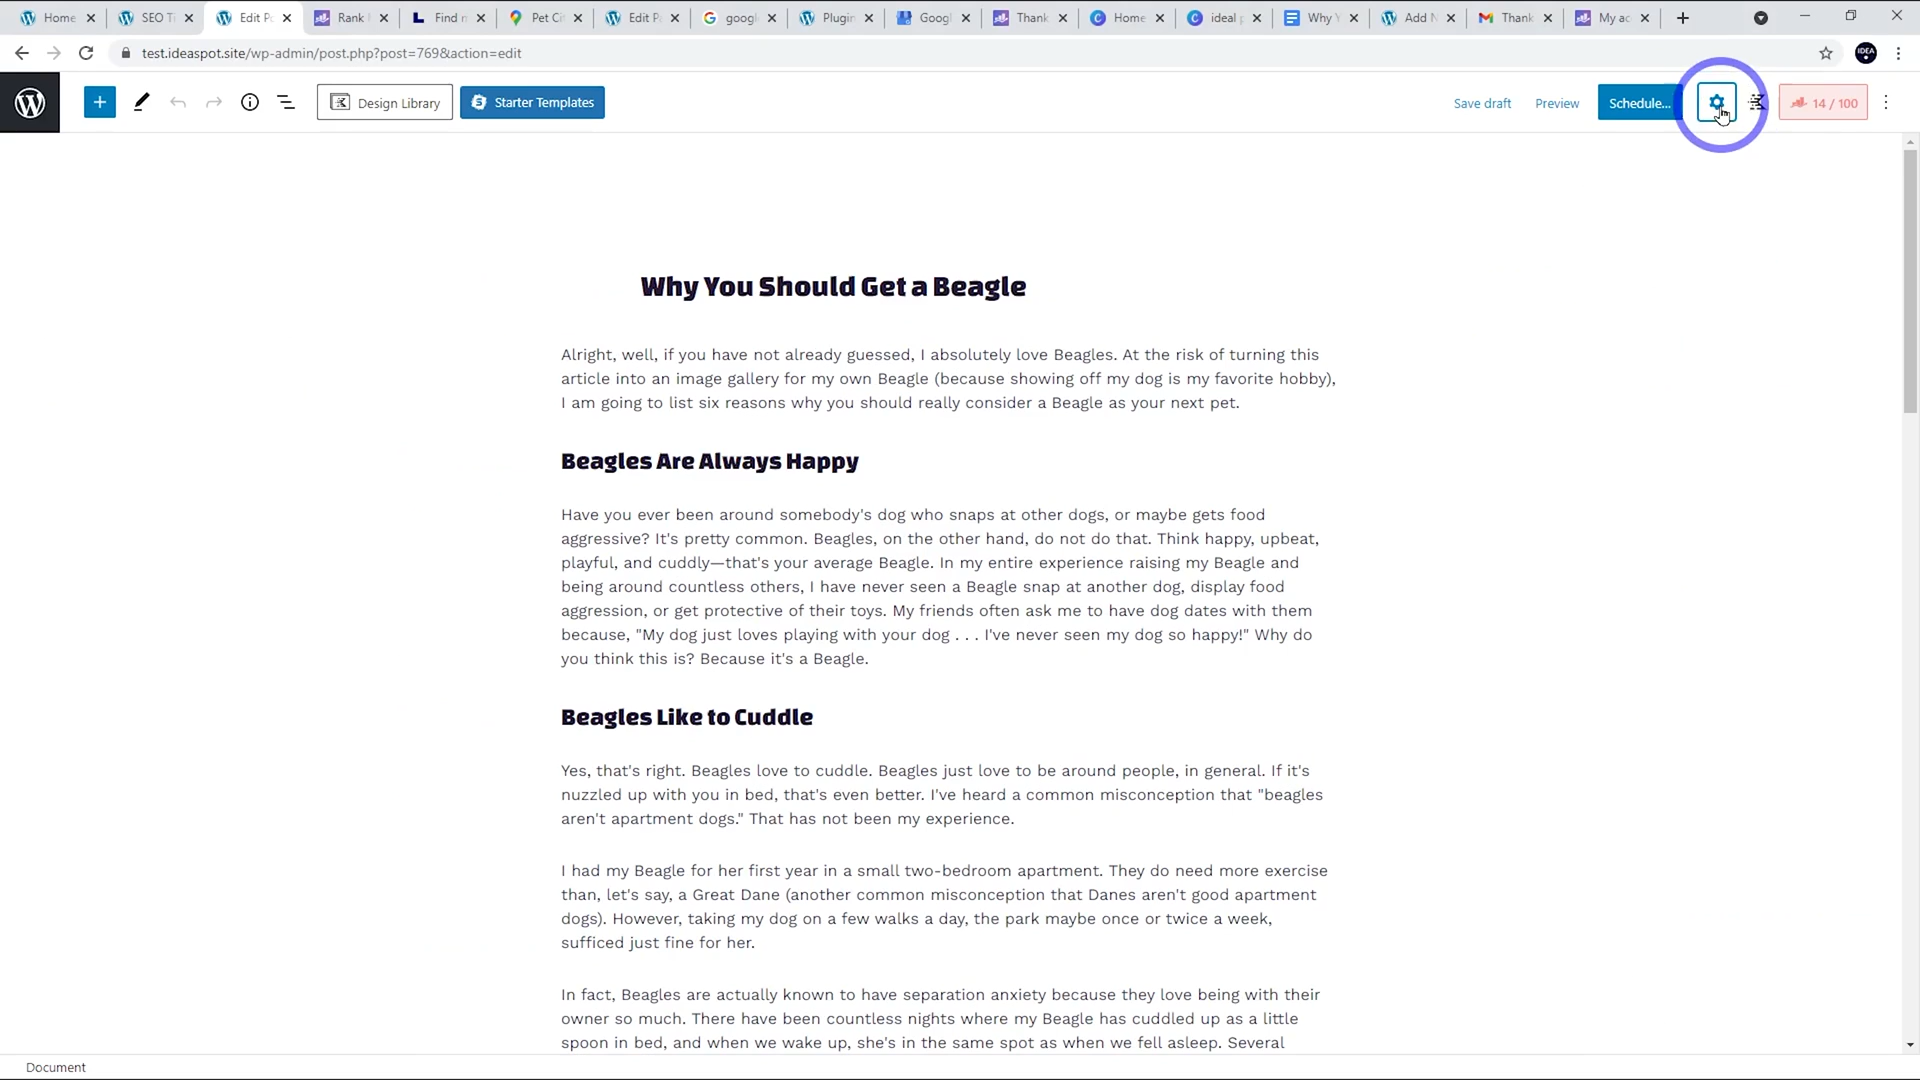 Home
SEO Ti
Edit P
Rank
Find n
Pet Ci
Edit P
googl
Plugin
Googl
Thank
Home
ideal p
Why Y
Add N
Thank
My ac
test.ideaspot.site/wp-admin/post.php?post=769&action=edit
IDEA
Design Library
Starter Templates
Save draft
Preview
Schedule...
14 / 100
Why You Should Get a Beagle
Alright, well, if you have not already guessed, I absolutely love Beagles. At the risk of turning this
article into an image gallery for my own Beagle (because showing off my dog is my favorite hobby),
I am going to list six reasons why you should really consider a Beagle as your next pet.
Beagles Are Always Happy
Have you ever been around somebody's dog who snaps at other dogs, or maybe gets food
aggressive? It's pretty common. Beagles, on the other hand, do not do that. Think happy, upbeat,
playful, and cuddly—that's your average Beagle. In my entire experience raising my Beagle and
being around countless others, I have never seen a Beagle snap at another dog, display food
aggression, or get protective of their toys. My friends often ask me to have dog dates with them
because, "My dog just loves playing with your dog . . . I've never seen my dog so happy!" Why do
you think this is? Because it's a Beagle.
Beagles Like to Cuddle
Yes, that's right. Beagles love to cuddle. Beagles just love to be around people, in general. If it's
nuzzled up with you in bed, that's even better. I've heard a common misconception that "beagles
aren't apartment dogs." That has not been my experience.
I had my Beagle for her first year in a small two-bedroom apartment. They do need more exercise
than, let's say, a Great Dane (another common misconception that Danes aren't good apartment
dogs). However, taking my dog on a few walks a day, the park maybe once or twice a week,
sufficed just fine for her.
In fact, Beagles are actually known to have separation anxiety because they love being with their
owner so much. There have been countless nights where my Beagle has cuddled up as a little
spoon in bed, and when we wake up, she's in the same spot as when we fell asleep. Several
Document